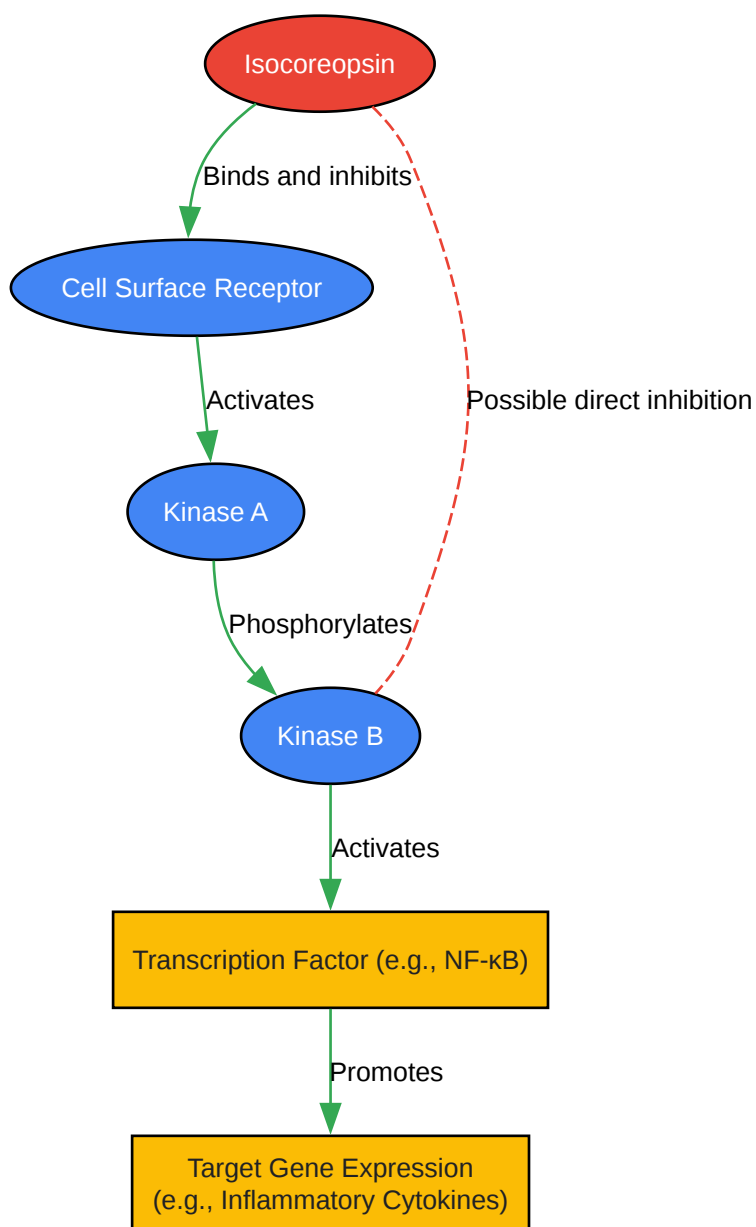 Isocoreopsin
Binds and inhibits
Cell Surface Receptor
Activates
Possible direct inhibition
Kinase A
Phosphorylates
Kinase B
Activates
Transcription Factor (e.g., NF-κB)
Promotes
Target Gene Expression
(e.g., Inflammatory Cytokines)